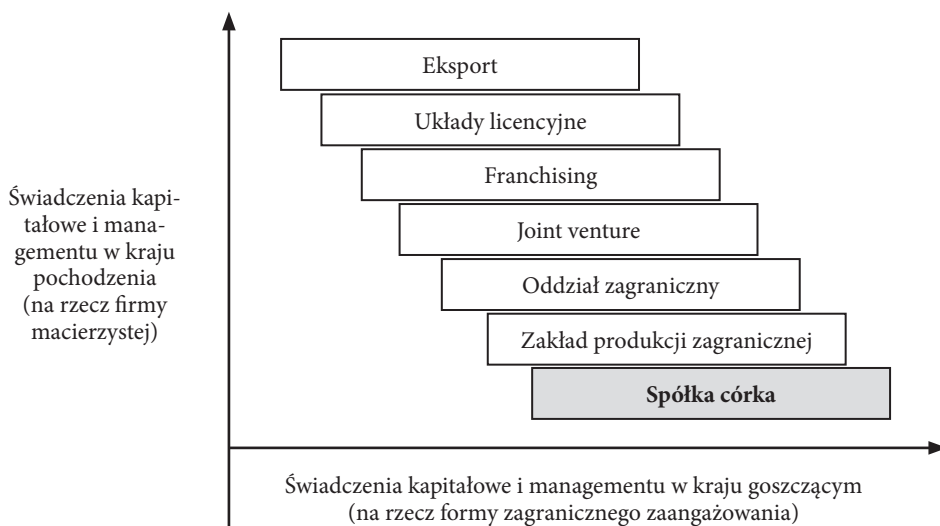 Eksport
Układy licencyjne
Franchising
Joint venture
Oddział zagraniczny
Zakład produkcji zagranicznej
Spółka córka
Świadczenia kapi-
tałowe i mana-
gementu w kraju
pochodzenia
(na rzecz firmy
macierzystej)
Świadczenia kapitałowe i managementu w kraju goszczącym
(na rzecz formy zagranicznego zaangażowania)